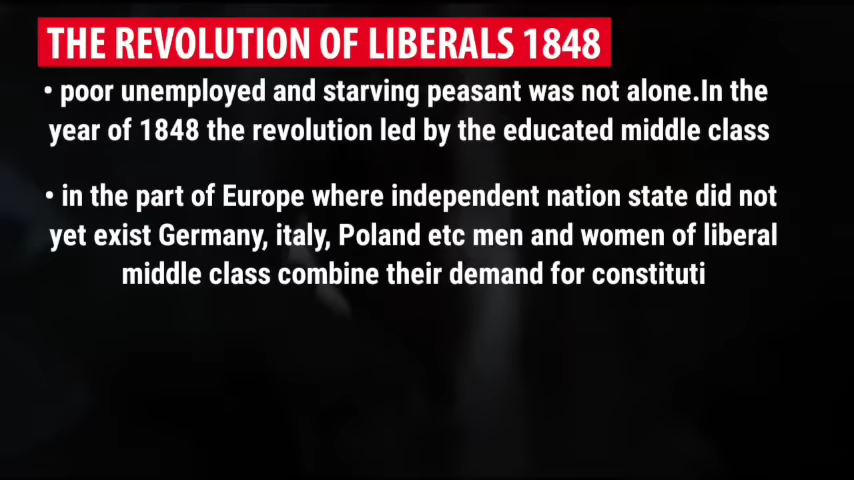 THE REVOLUTION OF LIBERALS 1848
• poor unemployed and starving peasant was not alone.In the
year of 1848 the revolution led by the educated middle class
• in the part of Europe where independent nation state did not
yet exist Germany, italy, Poland etc men and women of liberal
middle class combine their demand for constituti